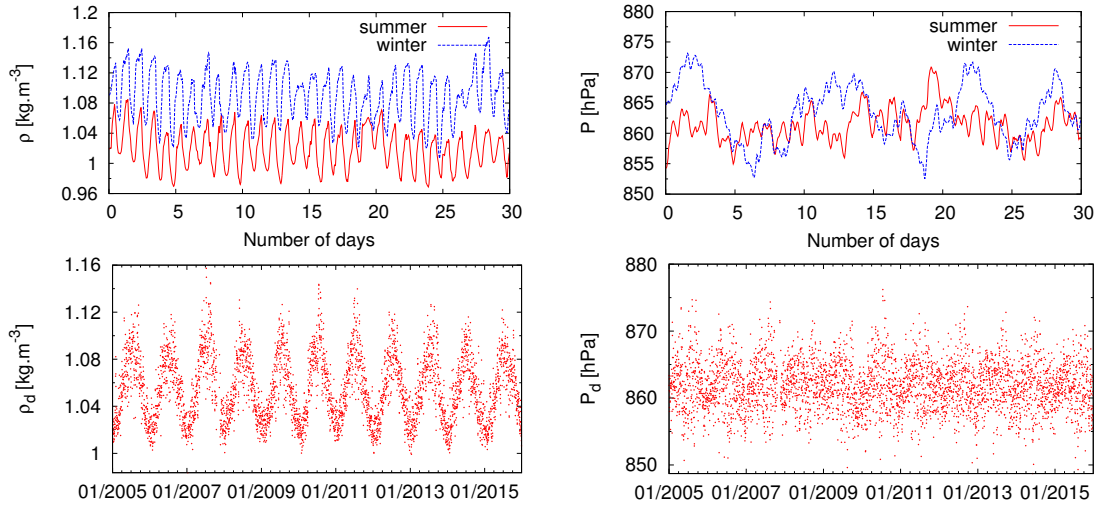 ρ [kg.m-3]
1.2
1.16
1.12
1.08
1.04
1
0.96
summer
winter
0 5 10 15 20 25 30
Number of days
P [hPa]
880
875
870
865
860
855
850
summer
winter
0 5 10 15 20 25 30
Number of days
ρd [kg.m-3]
1.16
1.12
1.08
1.04
1
01/2005 01/2007 01/2009 01/2011 01/2013 01/2015
Pd [hPa]
880
870
860
850
01/2005 01/2007 01/2009 01/2011 01/2013 01/2015